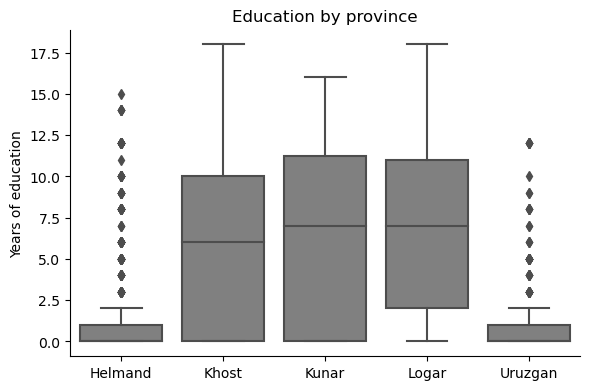 Education by province
Years of education
17.5
15.0
12.5
10.0
7.5
5.0
2.5
0.0
Helmand Khost Kunar Logar Uruzgan